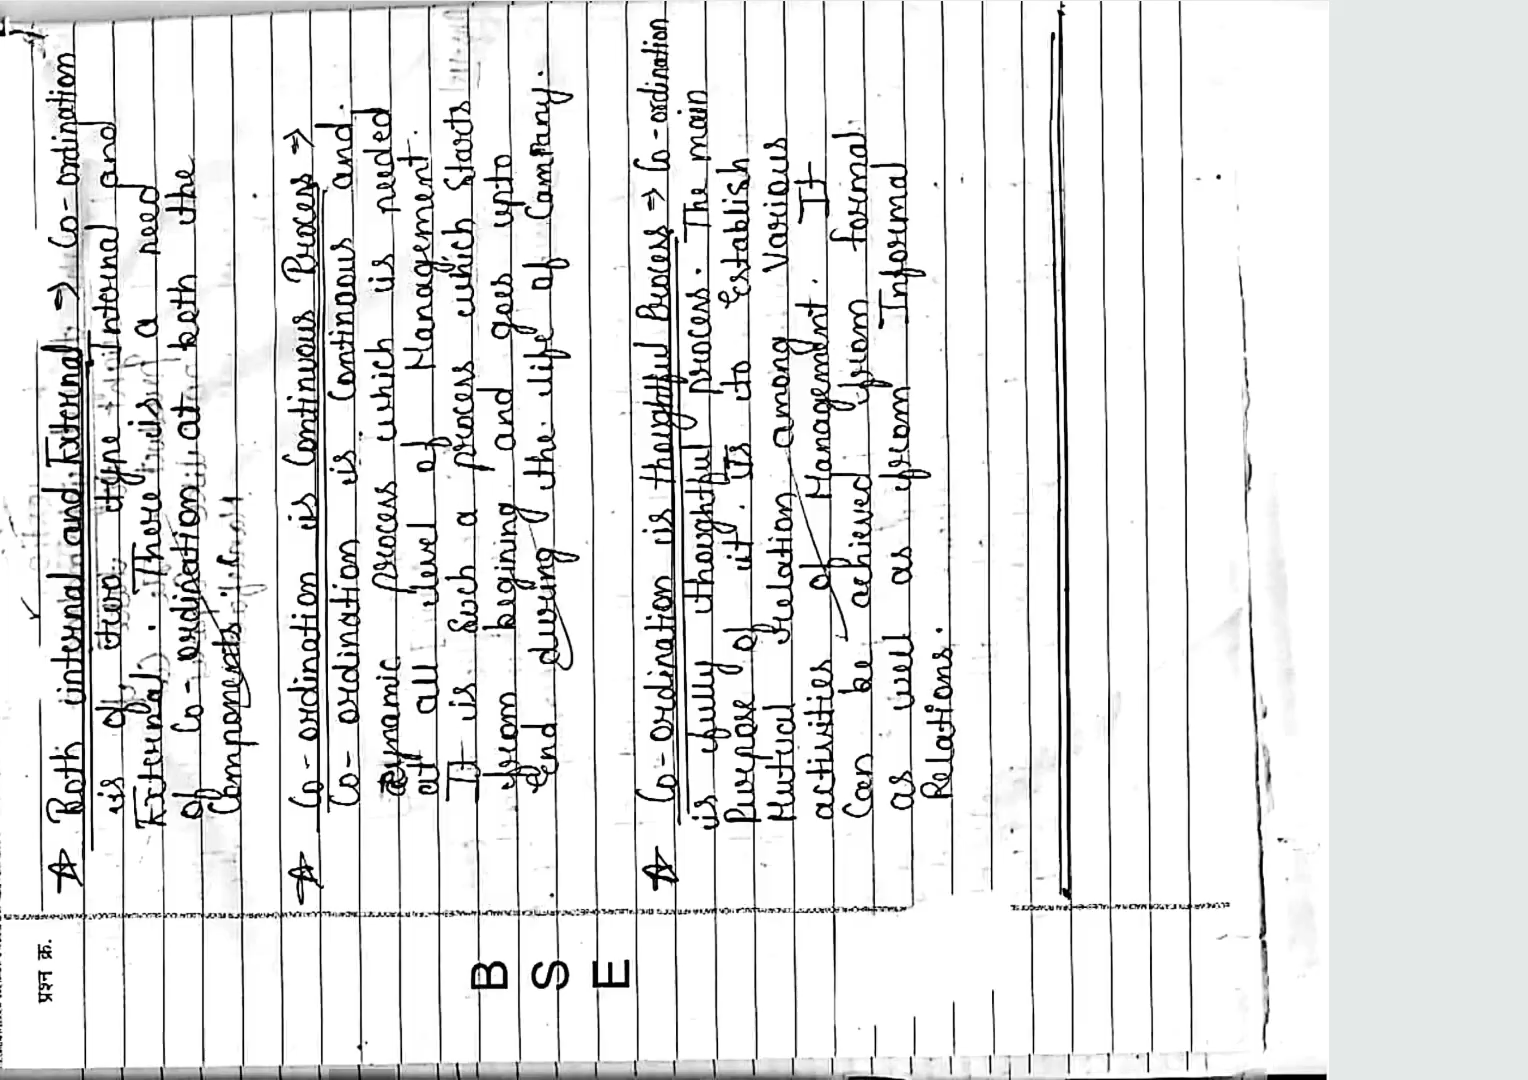 प्रश्न क्र.
☆ Both internal and External. ⇒ Co-ordination
is of two type Internal and
External. There is a need
of Co-ordination at both the
Components.
☆ Co-ordination is Continuous Process ⇒
Co-ordination is Continuous and
dynamic process which is needed
at all level of Management.
It is Such a process which Starts
from begining and goes upto
End during the life of Company.
B
S
E
☆ Co-ordination is thoughtful Process ⇒ Co-ordination
is fully thoughtful process. The main
Purpose of it is to Establish
Mutual relation among Various
activities of Management. It
Can be achieved from formal
as well as from Informal
Relations.